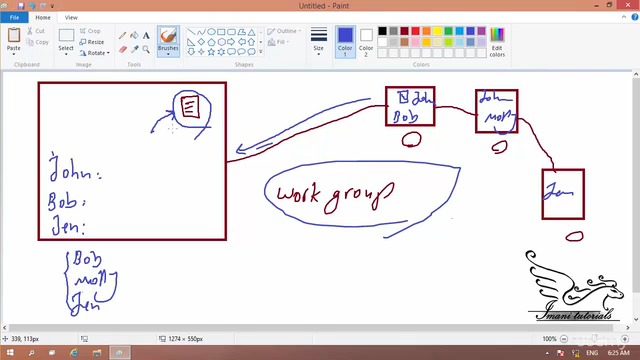 Untitled - Paint
File
Home
View
Paste
Cut
Copy
Clipboard
Select
Crop
Resize
Rotate
Image
Tools
Brushes
Shapes
Outline
Fill
Size
Color 1
Color 2
Edit colors
Colors
John:
Bob:
Jen:
Bob
Jen
John
Bob
John
Jen
work group
Imani tutorials
339, 113px
1274 × 550px
100%
ENG
6:25 AM